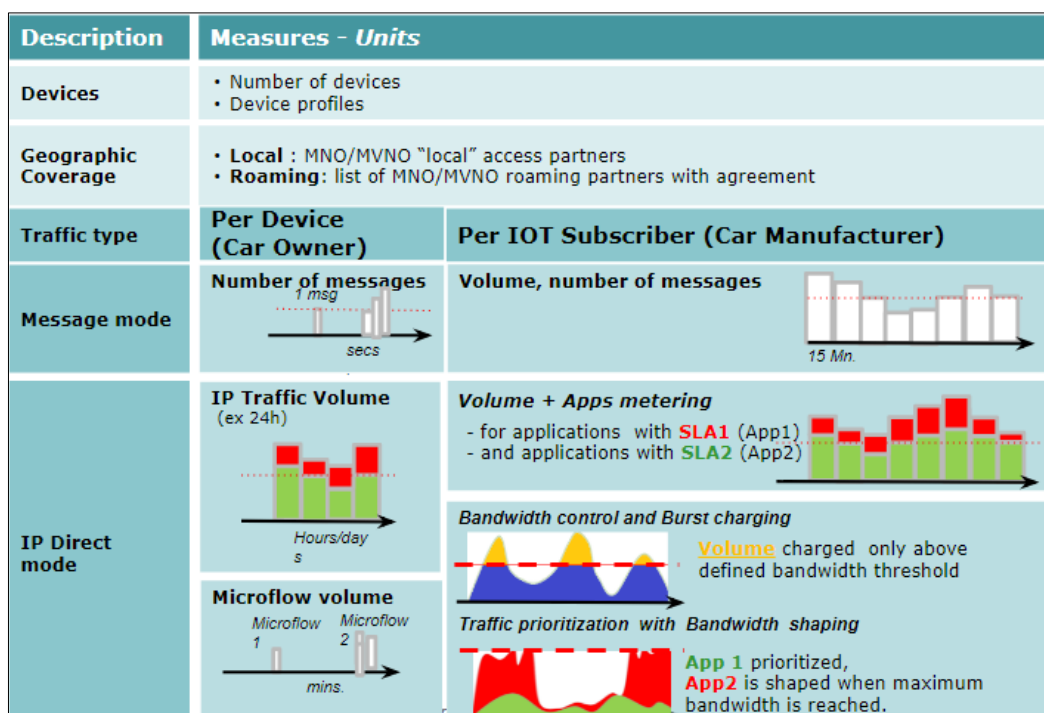 Description
Measures - Units
Devices
• Number of devices
• Device profiles
Geographic
Coverage
• Local : MNO/MVNO “local” access partners
• Roaming: list of MNO/MVNO roaming partners with agreement
Traffic type
Per Device
(Car Owner)
Per IOT Subscriber (Car Manufacturer)
Message mode
Number of messages
1 msg
secs
Volume, number of messages
15 Mn.
IP Direct
mode
IP Traffic Volume
(ex 24h)
Hours/day
s
Volume + Apps metering
- for applications with SLA1 (App1)
- and applications with SLA2 (App2)
Microflow volume
Microflow
1
Microflow
2
mins.
Bandwidth control and Burst charging
Volume charged only above
defined bandwidth threshold
Traffic prioritization with Bandwidth shaping
App 1 prioritized,
App2 is shaped when maximum
bandwidth is reached.